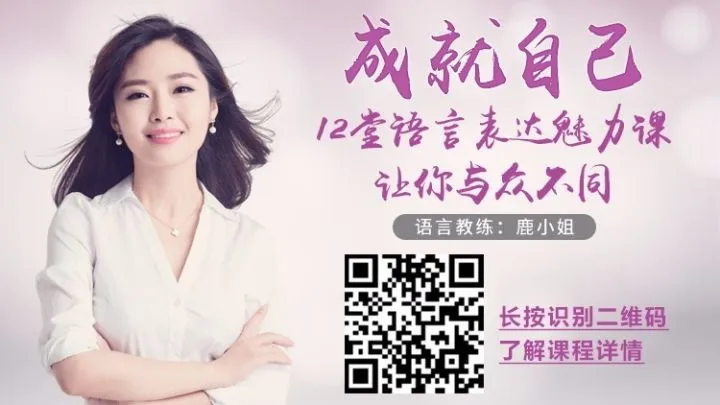 成就自己
12堂语言表达魅力课
让你与众不同
语言教练：鹿小姐
长按识别二维码
了解课程详情